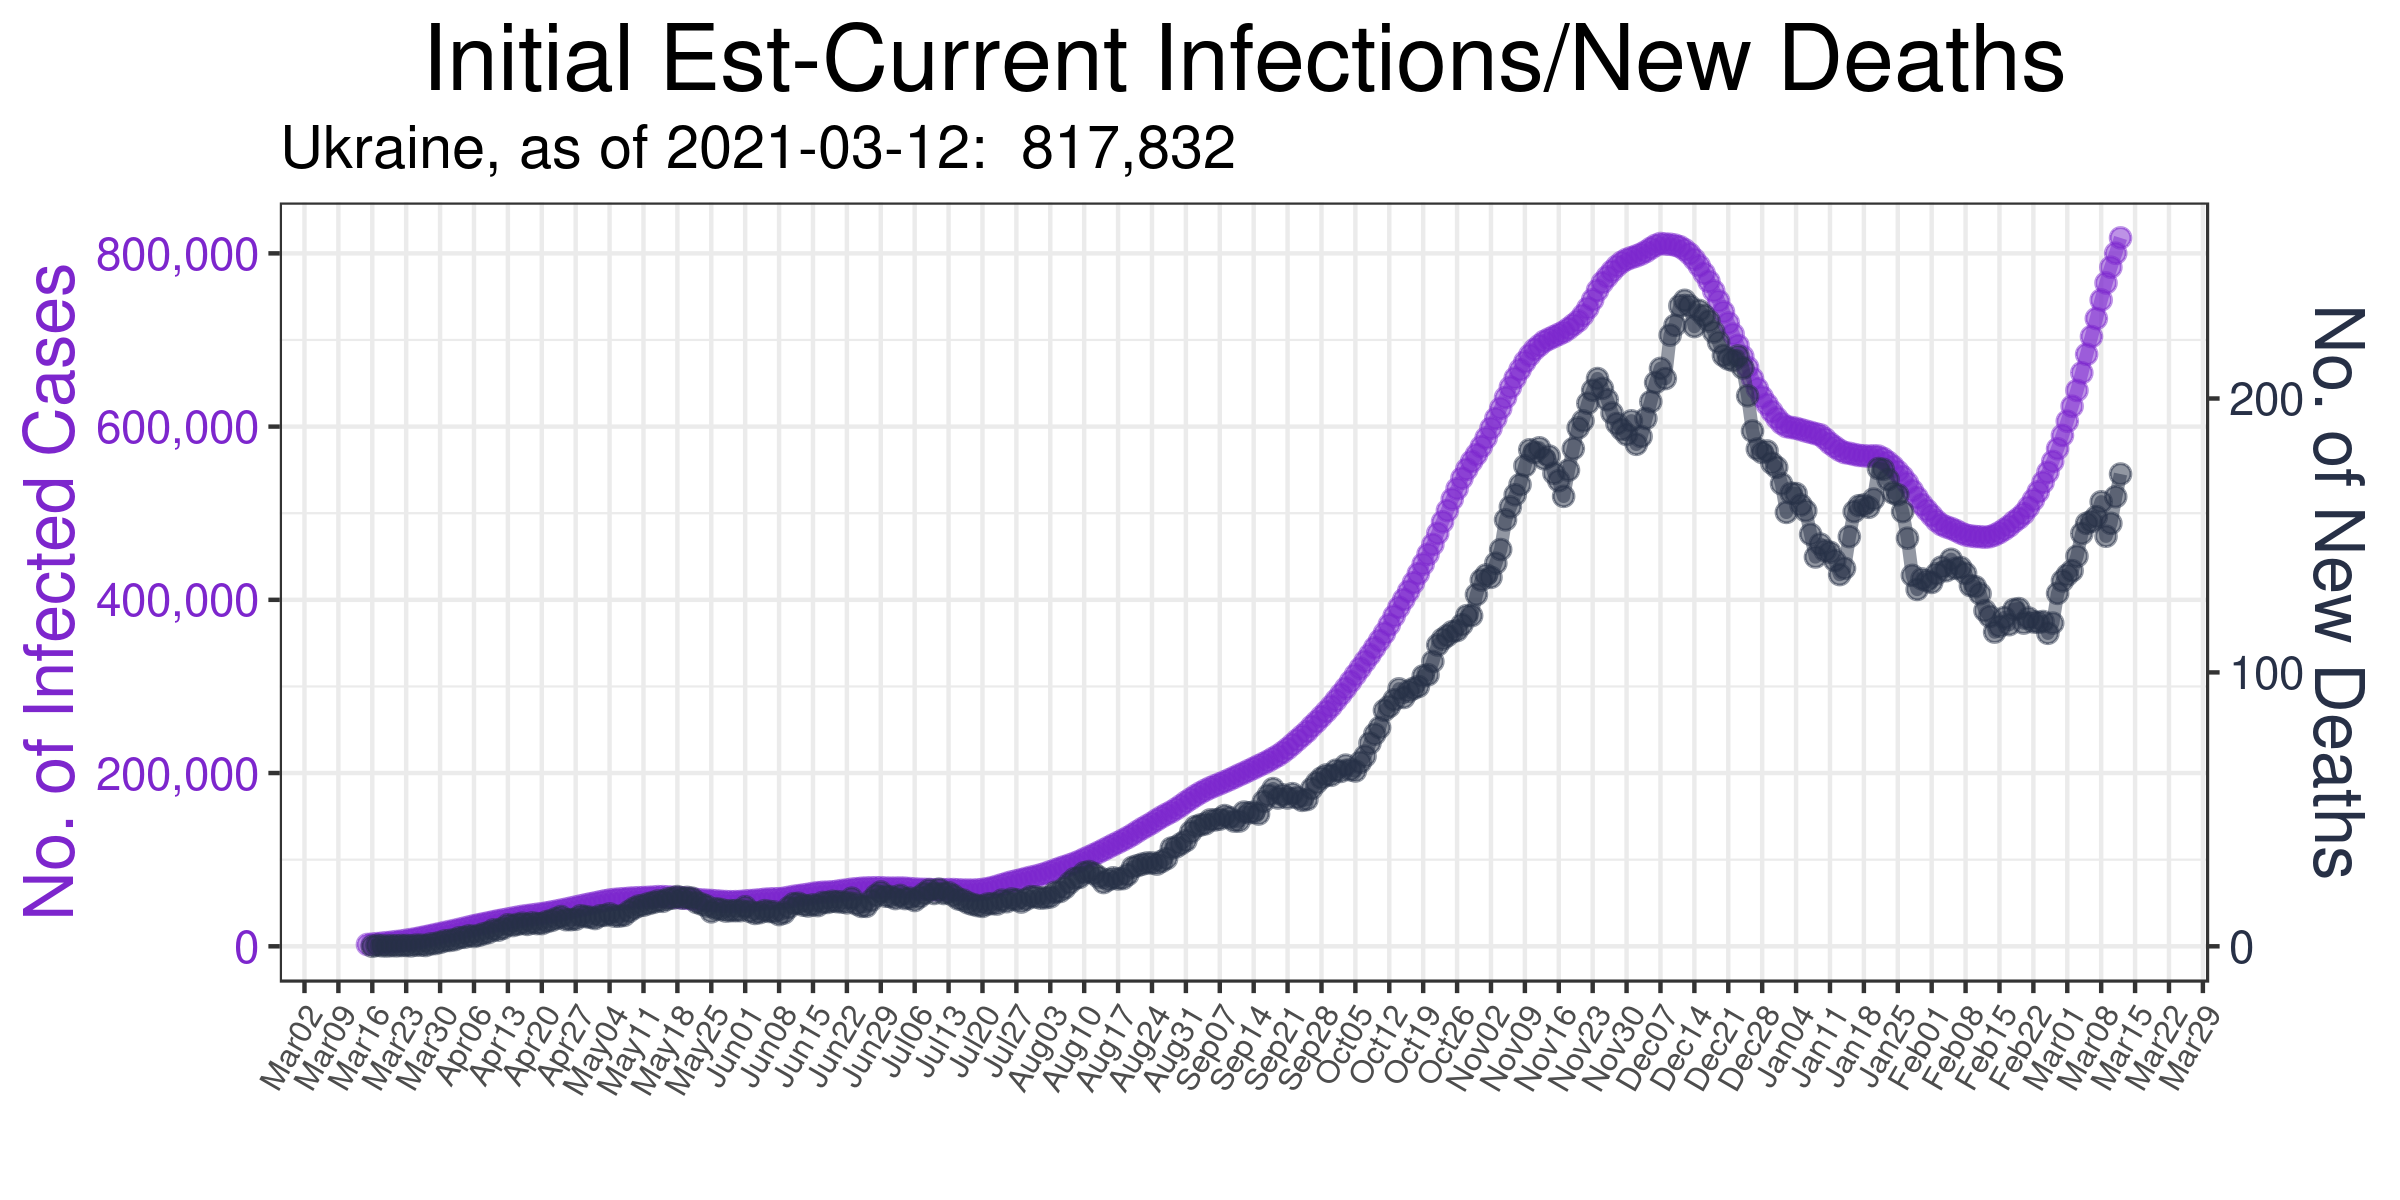 Initial Est-Current Infections/New Deaths
Ukraine, as of 2021-03-12:  817,832
No. of Infected Cases
800,000
600,000
400,000
200,000
0
200
100
0
No. of New Deaths
Mar02
Mar09
Mar16
Mar23
Mar30
Apr06
Apr13
Apr20
Apr27
May04
May11
May18
May25
Jun01
Jun08
Jun15
Jun22
Jun29
Jul06
Jul13
Jul20
Jul27
Aug03
Aug10
Aug17
Aug24
Aug31
Sep07
Sep14
Sep21
Sep28
Oct05
Oct12
Oct19
Oct26
Nov02
Nov09
Nov16
Nov23
Nov30
Dec07
Dec14
Dec21
Dec28
Jan04
Jan11
Jan18
Jan25
Feb01
Feb08
Feb15
Feb22
Mar01
Mar08
Mar15
Mar22
Mar29